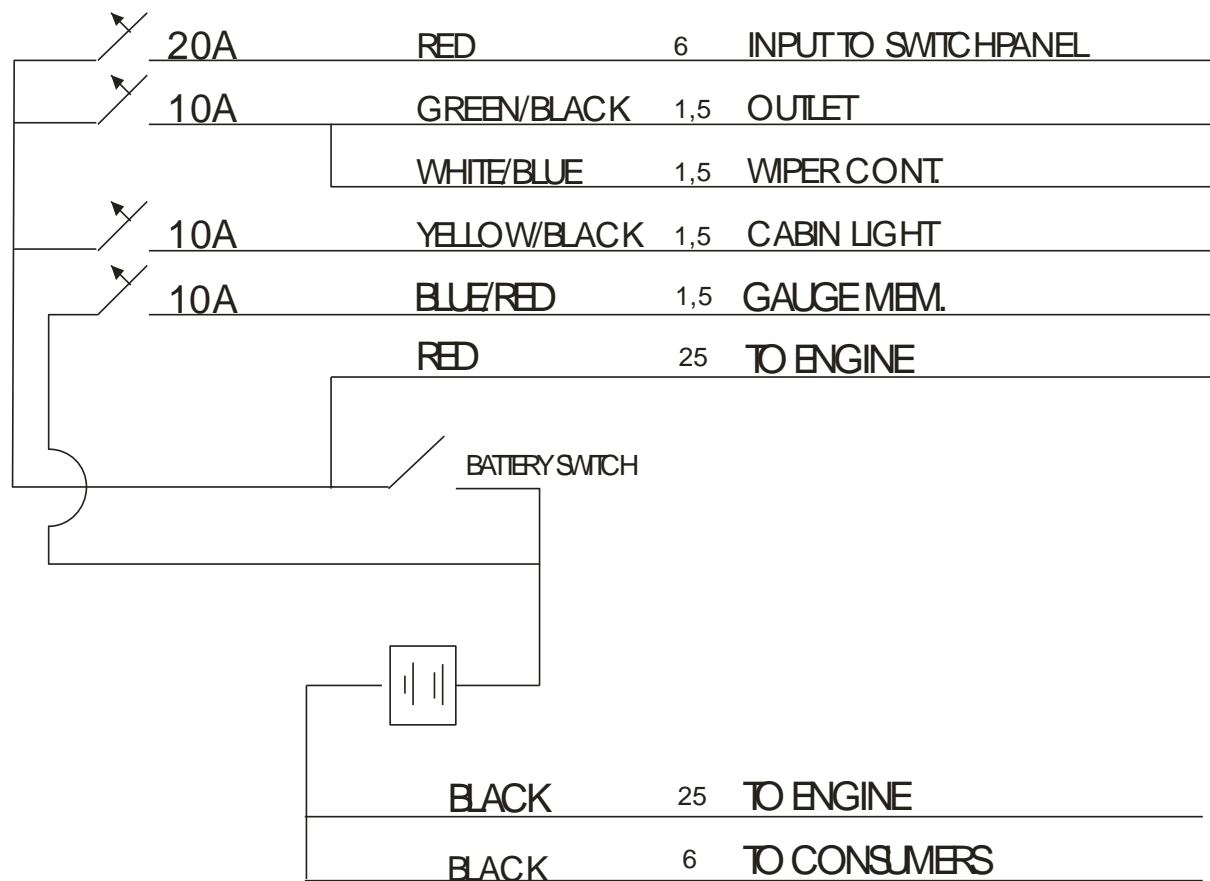 20A RED 6 INPUT TO SWITCHPANEL
10A GREEN/BLACK 1,5 OUTLET
WHITE/BLUE 1,5 WIPER CONT.
10A YELLOW/BLACK 1,5 CABIN LIGHT
10A BLUE/RED 1,5 GAUGE MEM.
RED 25 TO ENGINE
BATTERY SWITCH
BLACK 25 TO ENGINE
BLACK 6 TO CONSUMERS